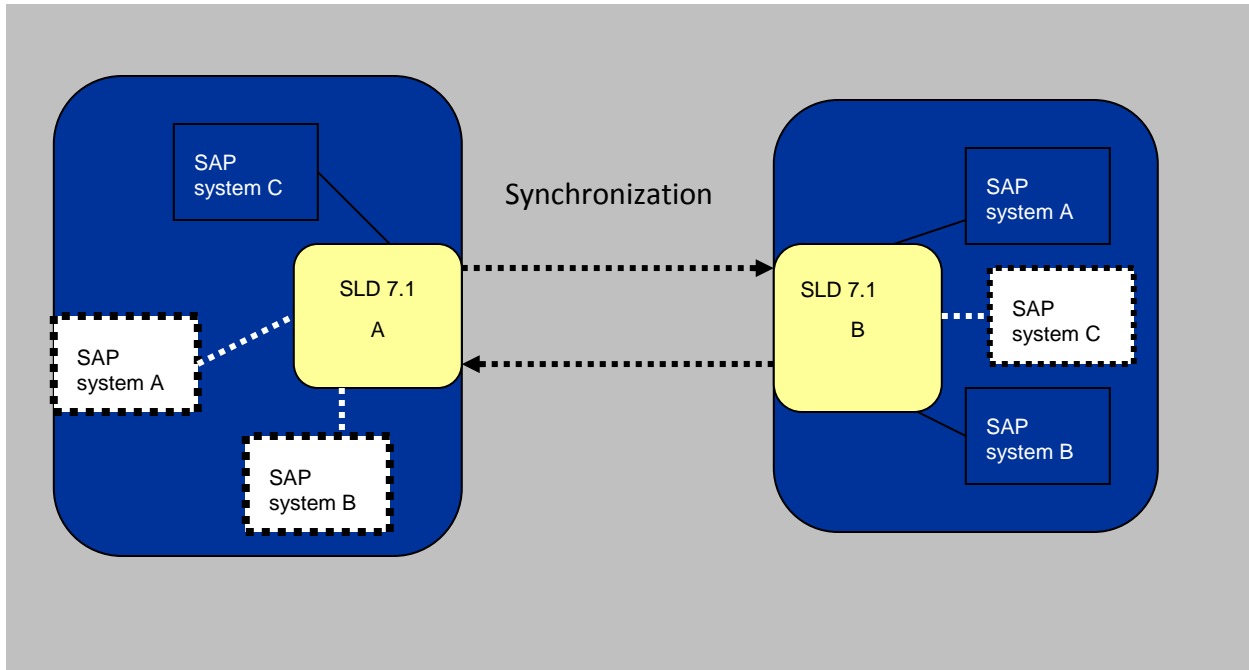 SAP
system C
SLD 7.1
A
SAP
system A
SAP
system B
Synchronization
SAP
system A
SLD 7.1
B
SAP
system C
SAP
system B